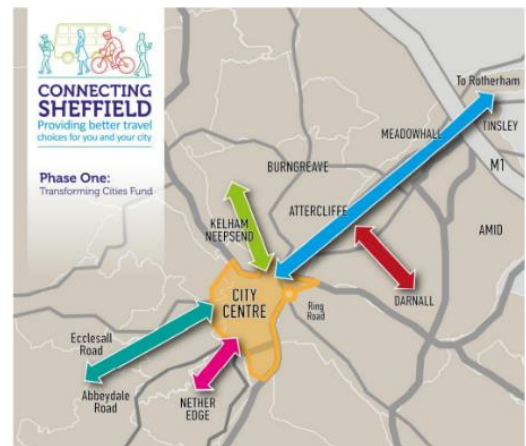 CONNECTING
SHEFFIELD
Providing better travel
choices for you and your city
Phase One:
Transforming Cities Fund
To Rotherham
MEADOWHALL
TINSLEY
M1
BURNGREAVE
ATTERCLIFFE
KELHAM
NEEPSEND
AMID
CITY
CENTRE
Ring
Road
DARNALL
Ecclesall
Road
Abbeydale
Road
NETHER
EDGE